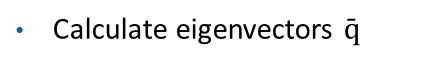 • Calculate eigenvectors q̄